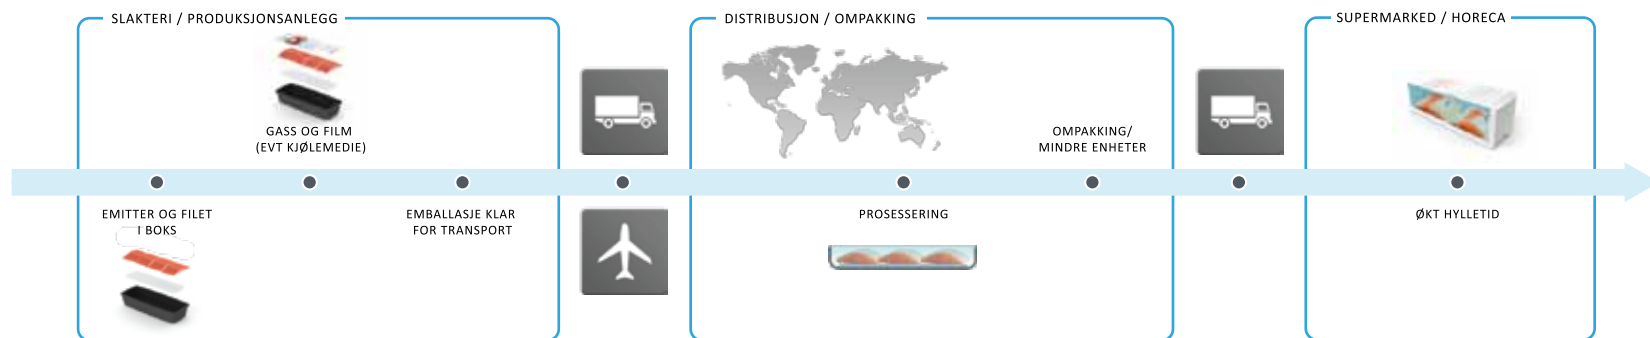 SLAKTERI / PRODUKSJONSANLEGG
DISTRIBUSJON / OMPAKKING
SUPERMARKED / HORECA
GASS OG FILM
(EVT KJØLEMEDIE)
OMPAKKING/
MINDRE ENHETER
EMITTER OG FILET
I BOKS
EMBALLASJE KLAR
FOR TRANSPORT
PROSESSERING
ØKT HYLLETID